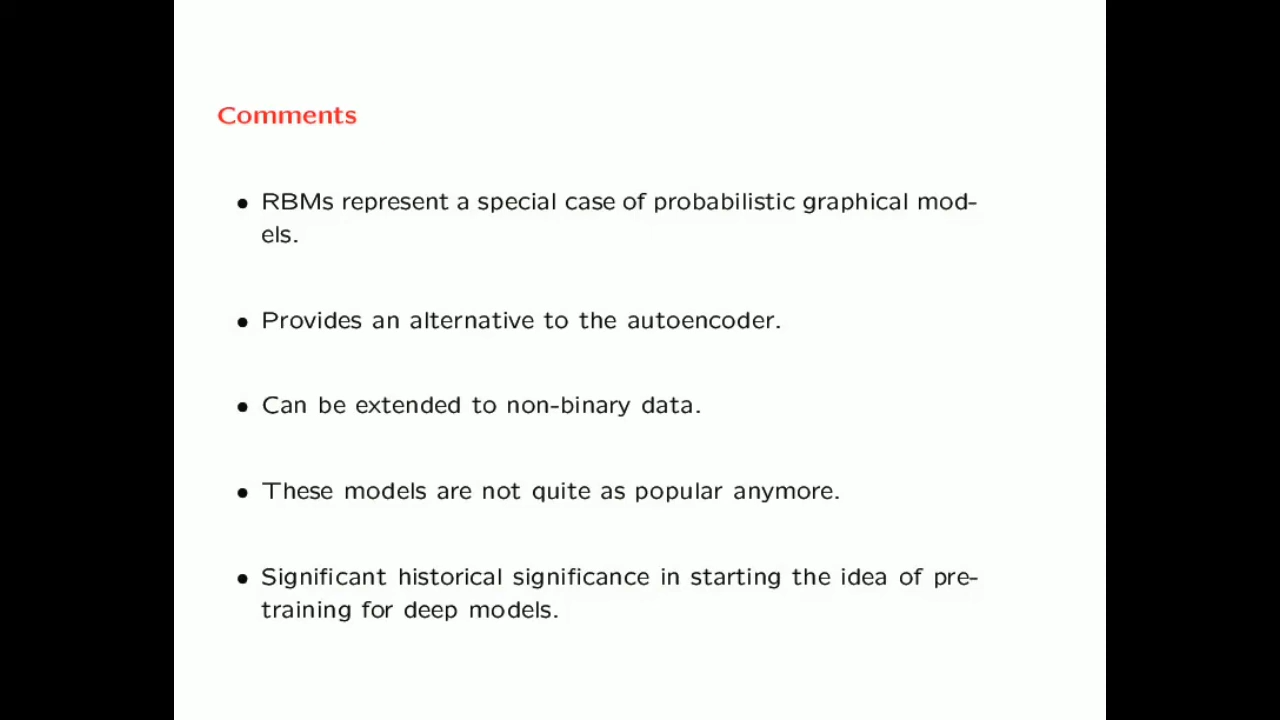 Comments
• RBMs represent a special case of probabilistic graphical mod-
els.
• Provides an alternative to the autoencoder.
• Can be extended to non-binary data.
• These models are not quite as popular anymore.
• Significant historical significance in starting the idea of pre-
training for deep models.